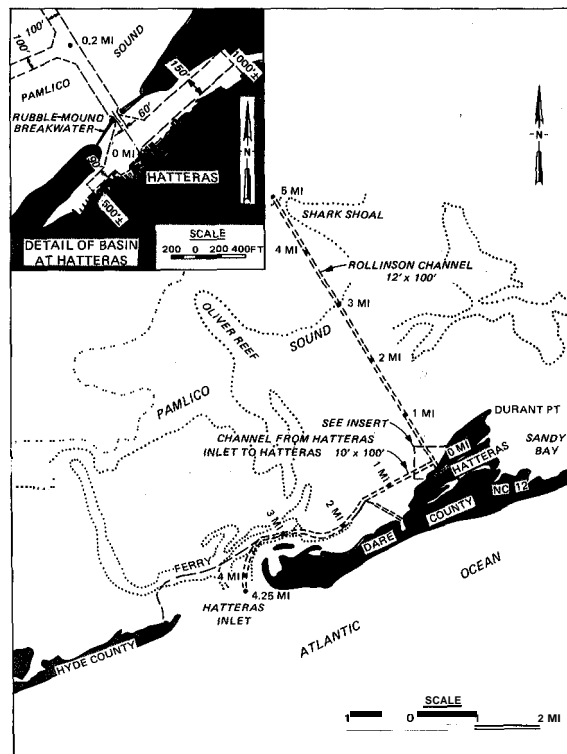 100'
100'
0.2 MI
SOUND
PAMLICO
150'
1000'±
60'
RUBBLE-MOUND
BREAKWATER
0 MI
N
60'
HATTERAS
500'±
DETAIL OF BASIN
AT HATTERAS
SCALE
200 0 200 400FT
N
5 MI
SHARK SHOAL
4 MI
ROLLINSON CHANNEL
12' x 100'
3 MI
OLIVER REEF
SOUND
2 MI
PAMLICO
1 MI
DURANT PT
SEE INSERT
CHANNEL FROM HATTERAS
INLET TO HATTERAS 10' x 100'
0 MI
HATTERAS
SANDY
BAY
1 MI
NC 12
2 MI
COUNTY
DARE
3 MI
FERRY
OCEAN
4 MI
4.25 MI
HATTERAS
INLET
ATLANTIC
HYDE COUNTY
SCALE
1 0 1 2 MI